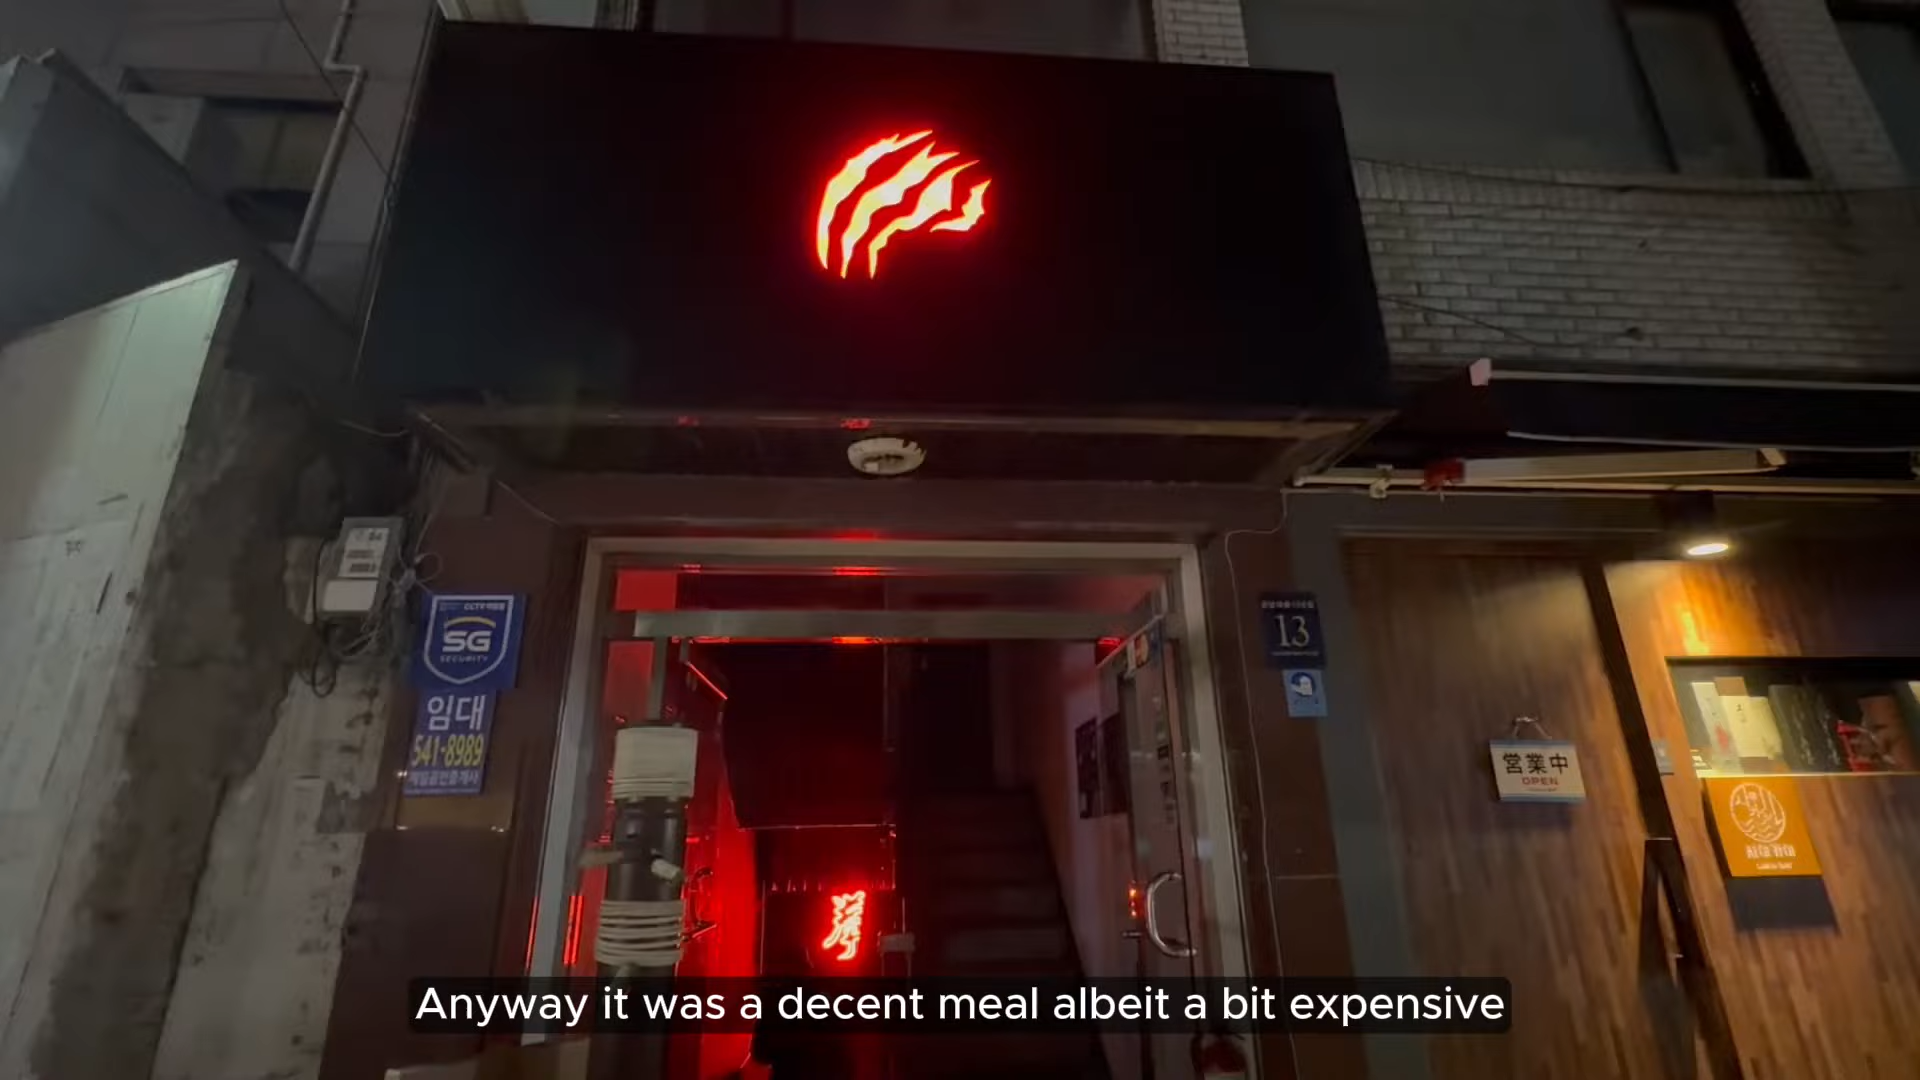 SG
SECURITY
임대
541-8989
13
営業中
OPEN
Anyway it was a decent meal albeit a bit expensive